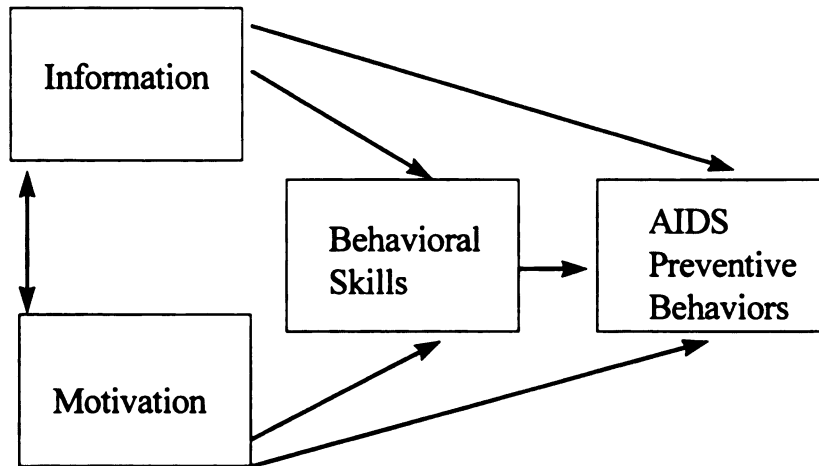 Information
Behavioral
Skills
AIDS
Preventive
Behaviors
Motivation